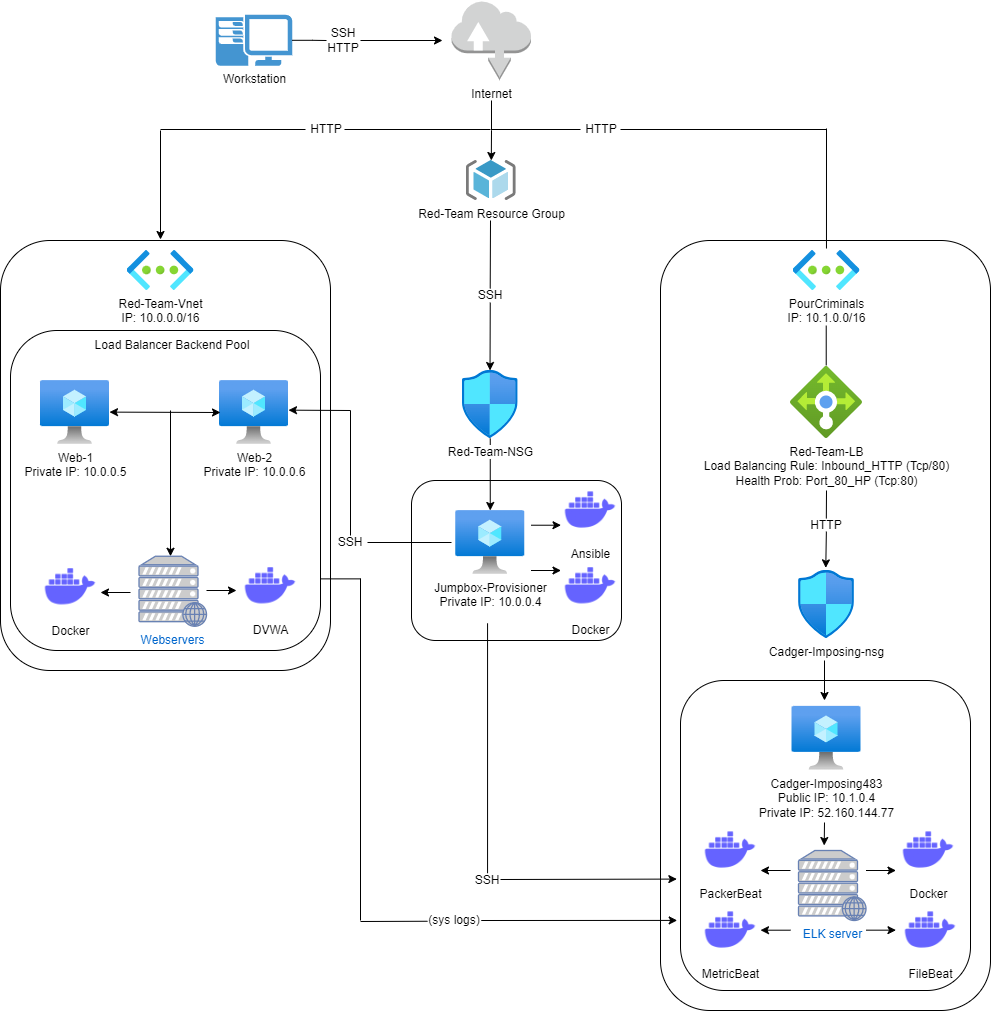 SSH
HTTP
Workstation
Internet
HTTP
HTTP
Red-Team Resource Group
SSH
Red-Team-Vnet
IP: 10.0.0.0/16
Load Balancer Backend Pool
Web-1
Private IP: 10.0.0.5
Web-2
Private IP: 10.0.0.6
Docker
Webservers
DVWA
Red-Team-NSG
SSH
Jumpbox-Provisioner
Private IP: 10.0.0.4
Ansible
Docker
PourCriminals
IP: 10.1.0.0/16
Red-Team-LB
Load Balancing Rule: Inbound_HTTP (Tcp/80)
Health Prob: Port_80_HP (Tcp:80)
HTTP
Cadger-Imposing-nsg
Cadger-Imposing483
Public IP: 10.1.0.4
Private IP: 52.160.144.77
SSH
(sys logs)
PackerBeat
Docker
ELK server
MetricBeat
FileBeat